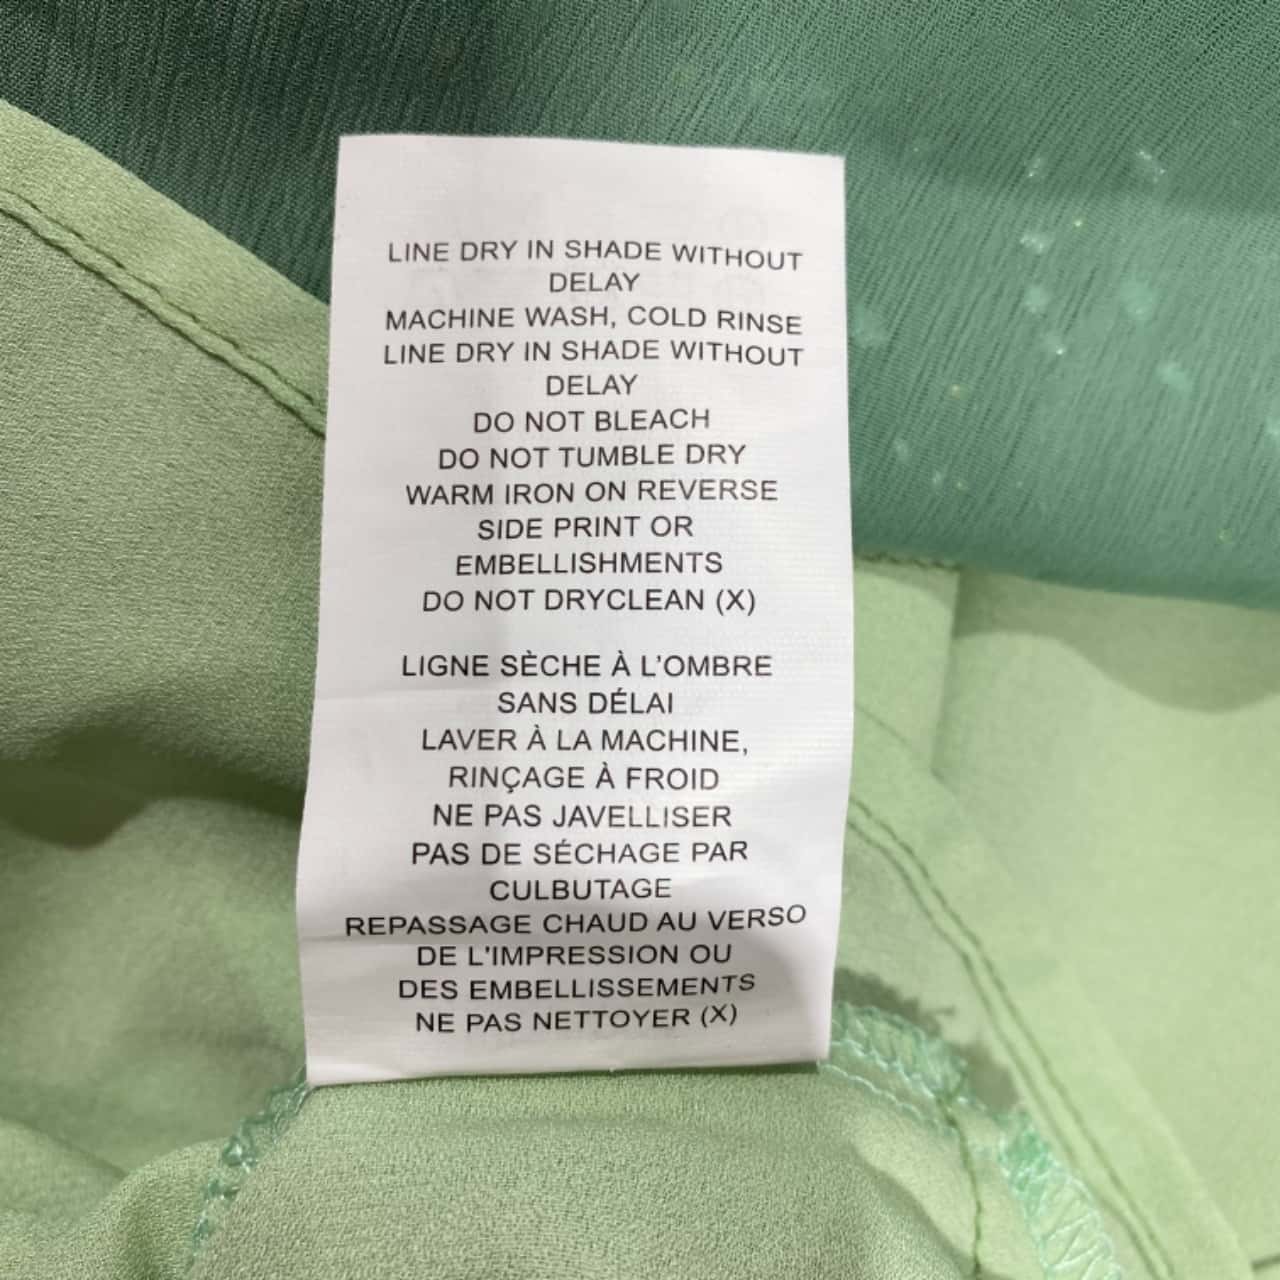 LINE DRY IN SHADE WITHOUT
DELAY
MACHINE WASH, COLD RINSE
LINE DRY IN SHADE WITHOUT
DELAY
DO NOT BLEACH
DO NOT TUMBLE DRY
WARM IRON ON REVERSE
SIDE PRINT OR
EMBELLISHMENTS
DO NOT DRYCLEAN (X)
LIGNE SÈCHE À L'OMBRE
SANS DÉLAI
LAVER À LA MACHINE,
RINÇAGE À FROID
NE PAS JAVELLISER
PAS DE SÉCHAGE PAR
CULBUTAGE
REPASSAGE CHAUD AU VERSO
DE L'IMPRESSION OU
DES EMBELLISSEMENTS
NE PAS NETTOYER (X)